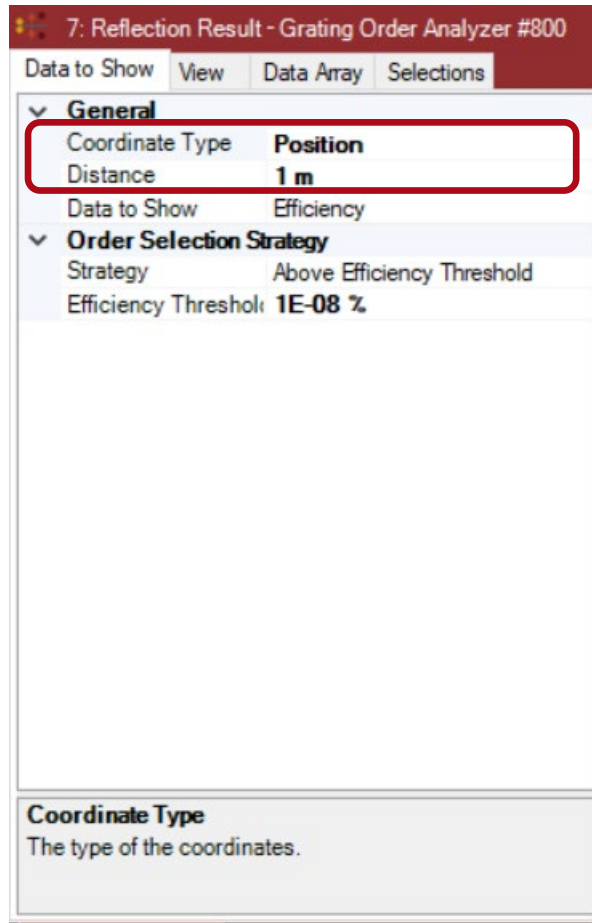 7: Reflection Result - Grating Order Analyzer #800
Data to Show View Data Array Selections
General
Coordinate Type Position
Distance 1 m
Data to Show Efficiency
Order Selection Strategy
Strategy Above Efficiency Threshold
Efficiency Threshol 1E-08 %
Coordinate Type
The type of the coordinates.